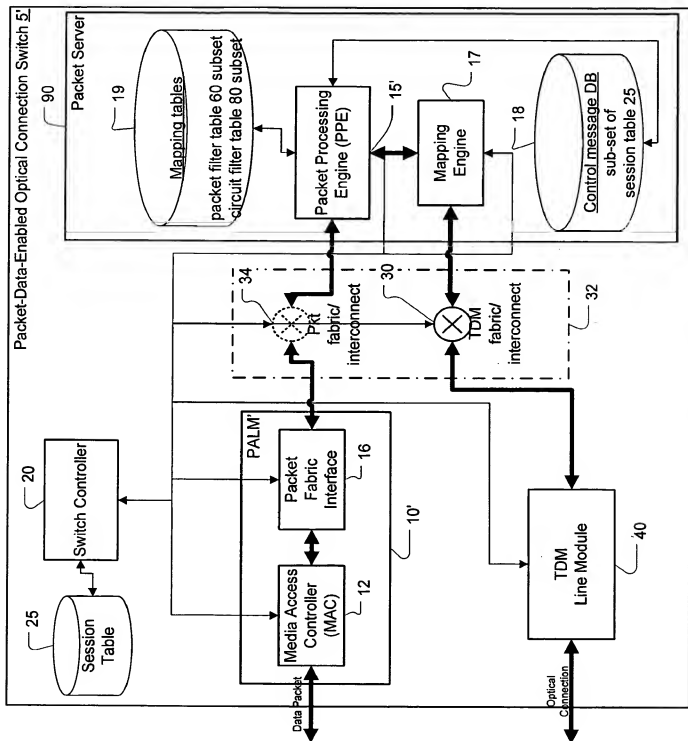 Packet-Data-Enabled Optical Connection Switch 5'
90
Packet Server
19
Mapping tables
packet filter table 60 subset
circuit filter table 80 subset
Packet Processing
Engine (PPE)
15'
17
Mapping
Engine
18
Control message DB
sub-set of
session table 25
34
Pkt
fabric/
interconnect
30
TDM
fabric/
interconnect
32
20
Switch Controller
25
Session
Table
PALM'
Packet
Fabric
Interface
16
10'
Media Access
Controller
(MAC)
12
Data Packet
TDM
Line Module
40
Optical
Connection